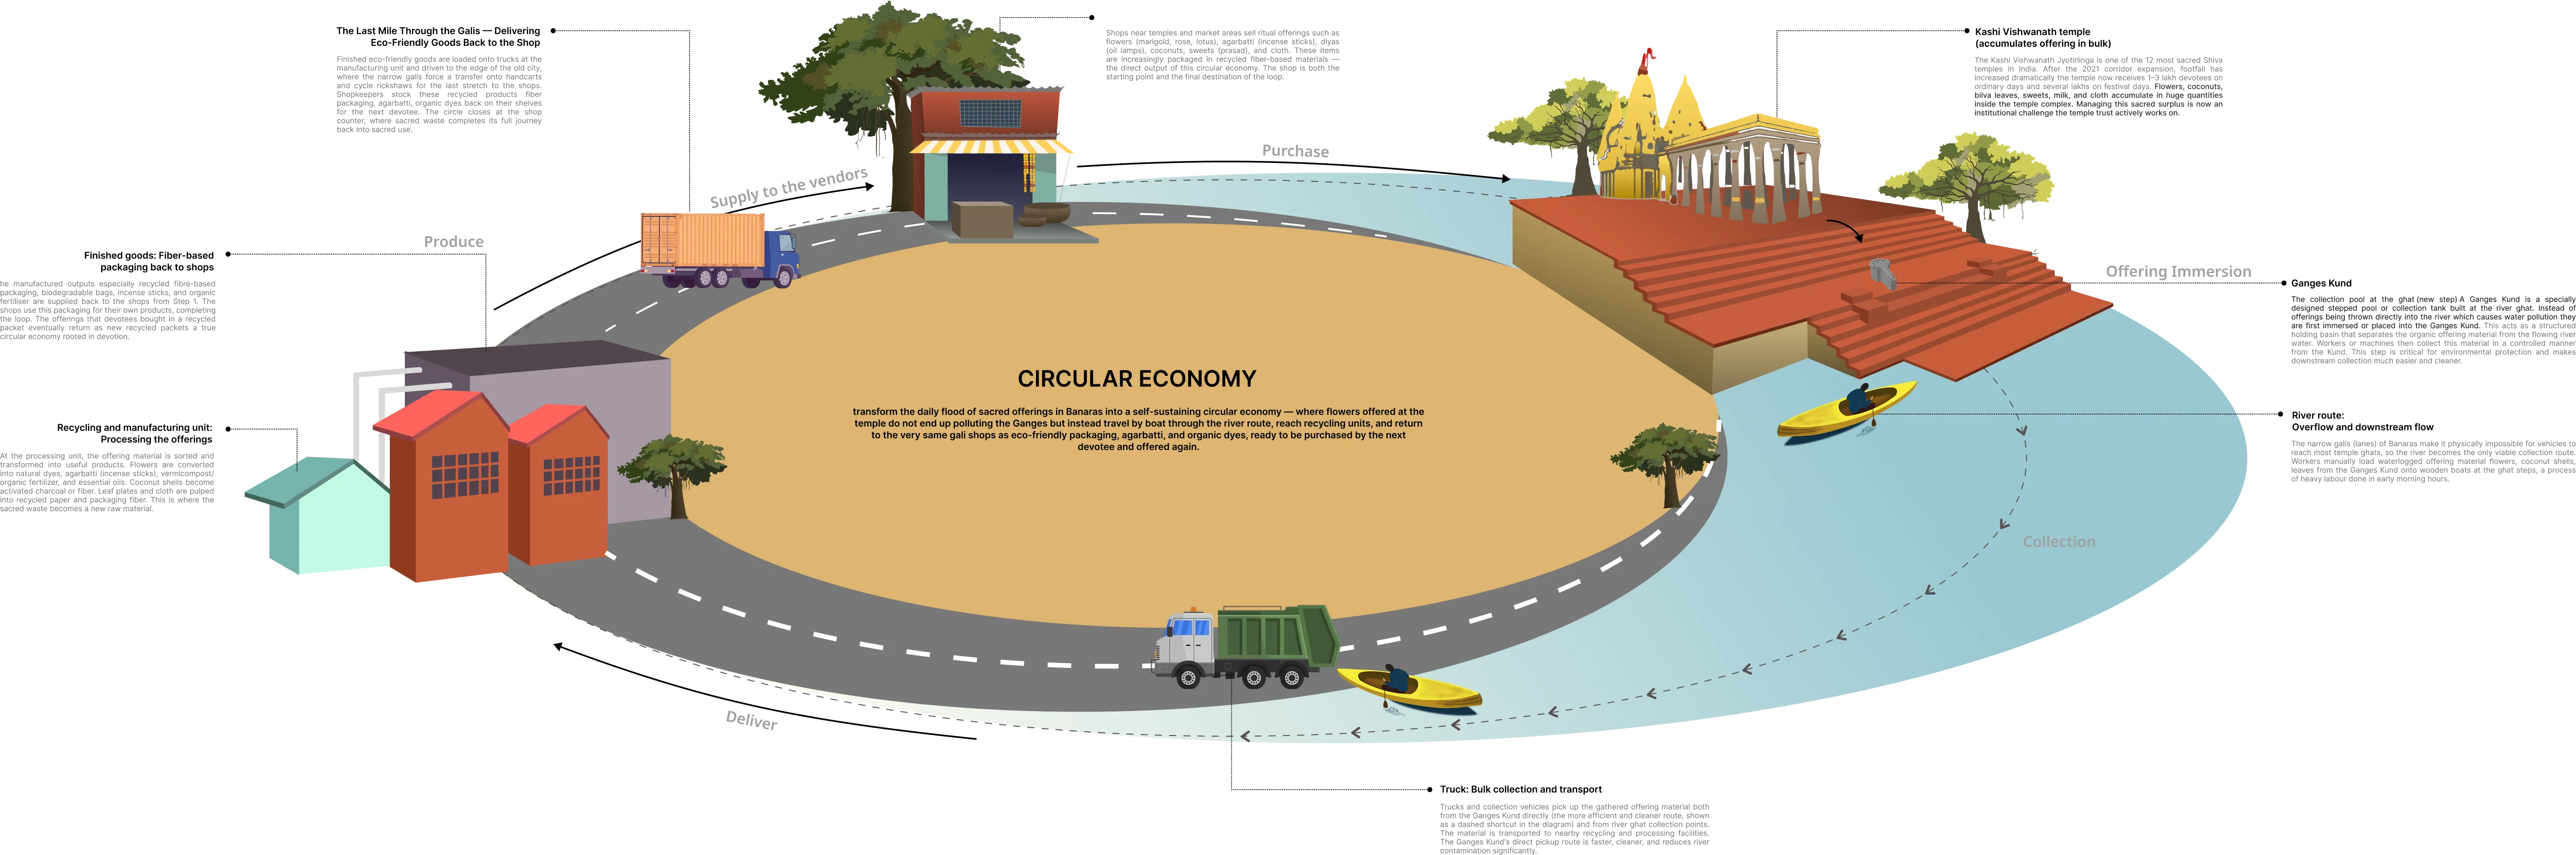 The Last Mile Through the Galis — Delivering
Eco-Friendly Goods Back to the Shop
Finished eco-friendly goods are loaded onto trucks at the
manufacturing unit and driven to the edge of the old city,
where the narrow galis force a transfer onto handcarts
and cycle rickshaws for the last stretch to the shops.
Shopkeepers stock these recycled products fiber
packaging, agarbatti, organic dyes back on their shelves
for the next devotee. The circle closes at the shop
counter, where sacred waste completes its full journey
back into sacred use.
Shops near temples and market areas sell ritual offerings such as
flowers (marigold, rose, lotus), agarbatti (incense sticks), diyas
(oil lamps), coconuts, sweets (prasad), and cloth. These items
are increasingly packaged in recycled fiber-based materials —
the direct output of this circular economy. The shop is both the
starting point and the final destination of the loop.
Kashi Vishwanath temple
(accumulates offering in bulk)
The Kashi Vishwanath Jyotirlinga is one of the 12 most sacred Shiva
temples in India. After the 2021 corridor expansion, footfall has
increased dramatically the temple now receives 1–3 lakh devotees on
ordinary days and several lakhs on festival days. Flowers, coconuts,
bilva leaves, sweets, milk, and cloth accumulate in huge quantities
inside the temple complex. Managing this sacred surplus is now an
institutional challenge the temple trust actively works on.
Purchase
Supply to the vendors
Produce
Finished goods: Fiber-based
packaging back to shops
he manufactured outputs especially recycled fibre-based
packaging, biodegradable bags, incense sticks, and organic
fertiliser are supplied back to the shops from Step 1. The
shops use this packaging for their own products, completing
the loop. The offerings that devotees bought in a recycled
packet eventually return as new recycled packets a true
circular economy rooted in devotion.
Offering Immersion
Ganges Kund
The collection pool at the ghat (new step) A Ganges Kund is a specially
designed stepped pool or collection tank built at the river ghat. Instead of
offerings being thrown directly into the river which causes water pollution they
are first immersed or placed into the Ganges Kund. This acts as a structured
holding basin that separates the organic offering material from the flowing river
water. Workers or machines then collect this material in a controlled manner
from the Kund. This step is critical for environmental protection and makes
downstream collection much easier and cleaner.
CIRCULAR ECONOMY
transform the daily flood of sacred offerings in Banaras into a self-sustaining circular economy — where flowers offered at the
temple do not end up polluting the Ganges but instead travel by boat through the river route, reach recycling units, and return
to the very same gali shops as eco-friendly packaging, agarbatti, and organic dyes, ready to be purchased by the next
devotee and offered again.
River route:
Overflow and downstream flow
The narrow galis (lanes) of Banaras make it physically impossible for vehicles to
reach most temple ghats, so the river becomes the only viable collection route.
Workers manually load waterlogged offering material flowers, coconut shells,
leaves from the Ganges Kund onto wooden boats at the ghat steps, a process
of heavy labour done in early morning hours.
Recycling and manufacturing unit:
Processing the offerings
At the processing unit, the offering material is sorted and
transformed into useful products. Flowers are converted
into natural dyes, agarbatti (incense sticks), vermicompost/
organic fertilizer, and essential oils. Coconut shells become
activated charcoal or fiber. Leaf plates and cloth are pulped
into recycled paper and packaging fiber. This is where the
sacred waste becomes a new raw material.
Collection
Deliver
Truck: Bulk collection and transport
Trucks and collection vehicles pick up the gathered offering material both
from the Ganges Kund directly (the more efficient and cleaner route, shown
as a dashed shortcut in the diagram) and from river ghat collection points.
The material is transported to nearby recycling and processing facilities.
The Ganges Kund's direct pickup route is faster, cleaner, and reduces river
contamination significantly.